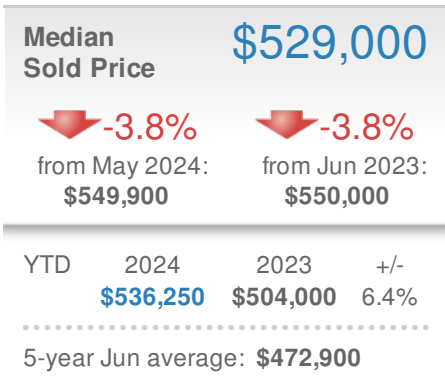 Median $529,000
Sold Price
-3.8% -3.8%
from May 2024: from Jun 2023:
$549,900 $550,000
YTD 2024 2023 +/-
$536,250 $504,000 6.4%
5-year Jun average: $472,900